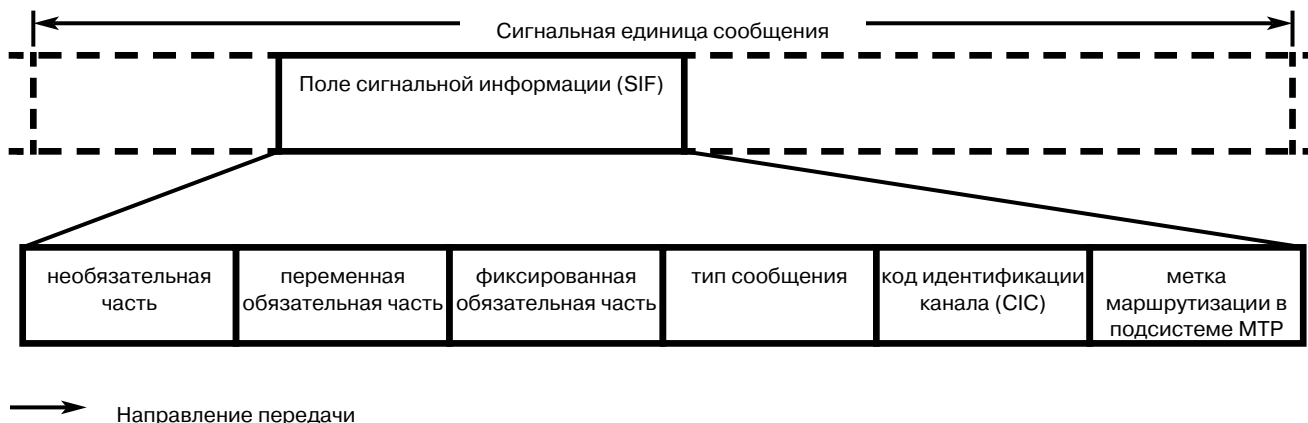 Сигнальная единица сообщения
Поле сигнальной информации (SIF)
необязательная
часть
переменная
обязательная часть
фиксированная
обязательная часть
тип сообщения
код идентификации
канала (CIC)
метка
маршрутизации в
подсистеме MTP
Направление передачи